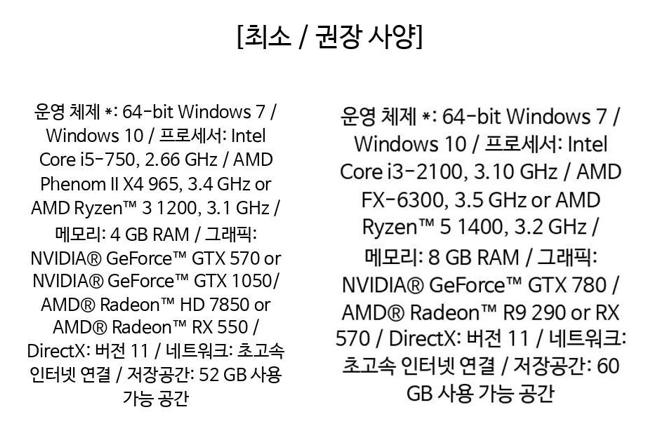 [최소 / 권장 사양]
운영 체제 *: 64-bit Windows 7 /
Windows 10 / 프로세서: Intel
Core i5-750, 2.66 GHz / AMD
Phenom II X4 965, 3.4 GHz or
AMD Ryzen™ 3 1200, 3.1 GHz /
메모리: 4 GB RAM / 그래픽:
NVIDIA® GeForce™ GTX 570 or
NVIDIA® GeForce™ GTX 1050/
AMD® Radeon™ HD 7850 or
AMD® Radeon™ RX 550 /
DirectX: 버전 11 / 네트워크: 초고속
인터넷 연결 / 저장공간: 52 GB 사용
가능 공간
운영 체제 *: 64-bit Windows 7 /
Windows 10 / 프로세서: Intel
Core i3-2100, 3.10 GHz / AMD
FX-6300, 3.5 GHz or AMD
Ryzen™ 5 1400, 3.2 GHz /
메모리: 8 GB RAM / 그래픽:
NVIDIA® GeForce™ GTX 780 /
AMD® Radeon™ R9 290 or RX
570 / DirectX: 버전 11 / 네트워크:
초고속 인터넷 연결 / 저장공간: 60
GB 사용 가능 공간